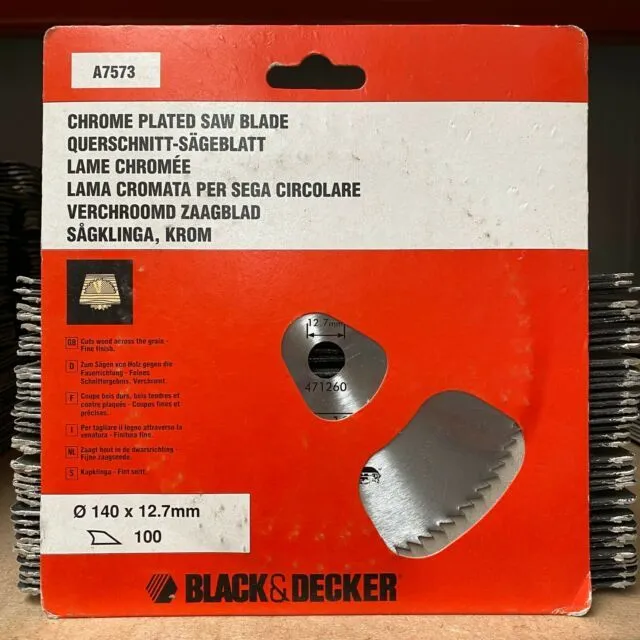 A7573
CHROME PLATED SAW BLADE
QUERSCHNITT-SÄGEBLATT
LAME CHROMÉE
LAMA CROMATA PER SEGA CIRCOLARE
VERCHROOMD ZAAGBLAD
SÅGKLINGA, KROM
12.7mm
471260
GB Cuts wood across the grain -
Fine finish.
D Zum Sägen von Holz gegen die
Faserrichtung - Feines
Schnittergebnis. Verchromt.
F Coupe bois durs, bois tendres et
contre plaqués - Coupes fines et
précises.
I Per tagliare il legno attraverso la
venatura - Finitura fine.
NL Zaagt hout in de dwarsrichting -
Fijne zaagsnede.
S Kapklinga - Fint snitt.
Ø 140 x 12.7mm
100
BLACK&DECKER